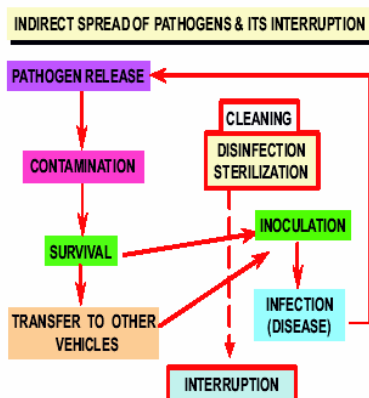 INDIRECT SPREAD OF PATHOGENS & ITS INTERRUPTION
PATHOGEN RELEASE
CLEANING
DISINFECTION
STERILIZATION
CONTAMINATION
INOCULATION
SURVIVAL
INFECTION
(DISEASE)
TRANSFER TO OTHER
VEHICLES
INTERRUPTION